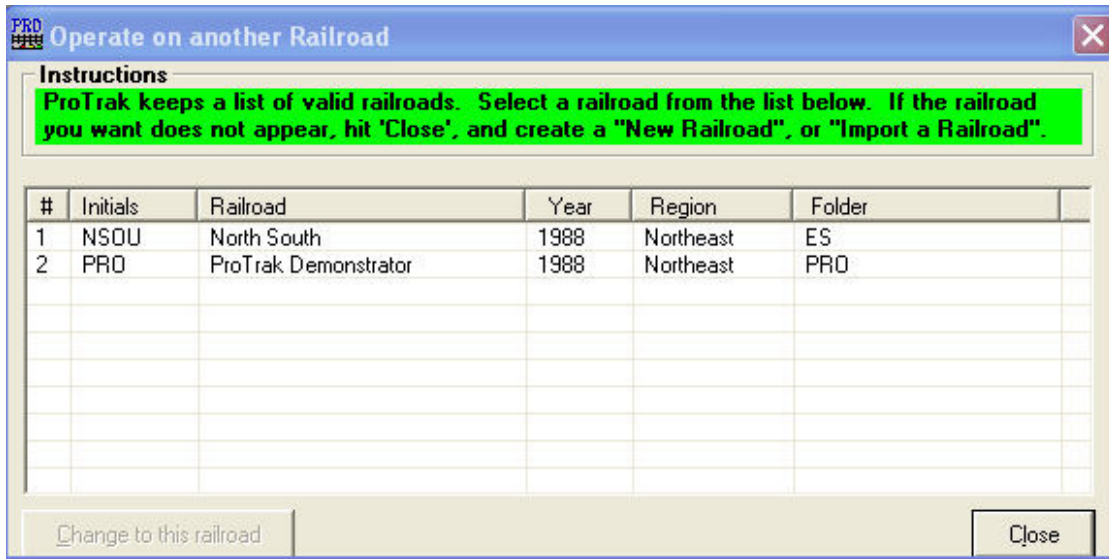 PRO Operate on another Railroad
Instructions
ProTrak keeps a list of valid railroads. Select a railroad from the list below. If the railroad
you want does not appear, hit 'Close', and create a "New Railroad", or "Import a Railroad".
# Initials Railroad Year Region Folder
1 NSOU North South 1988 Northeast ES
2 PRO ProTrak Demonstrator 1988 Northeast PRO
Change to this railroad Close